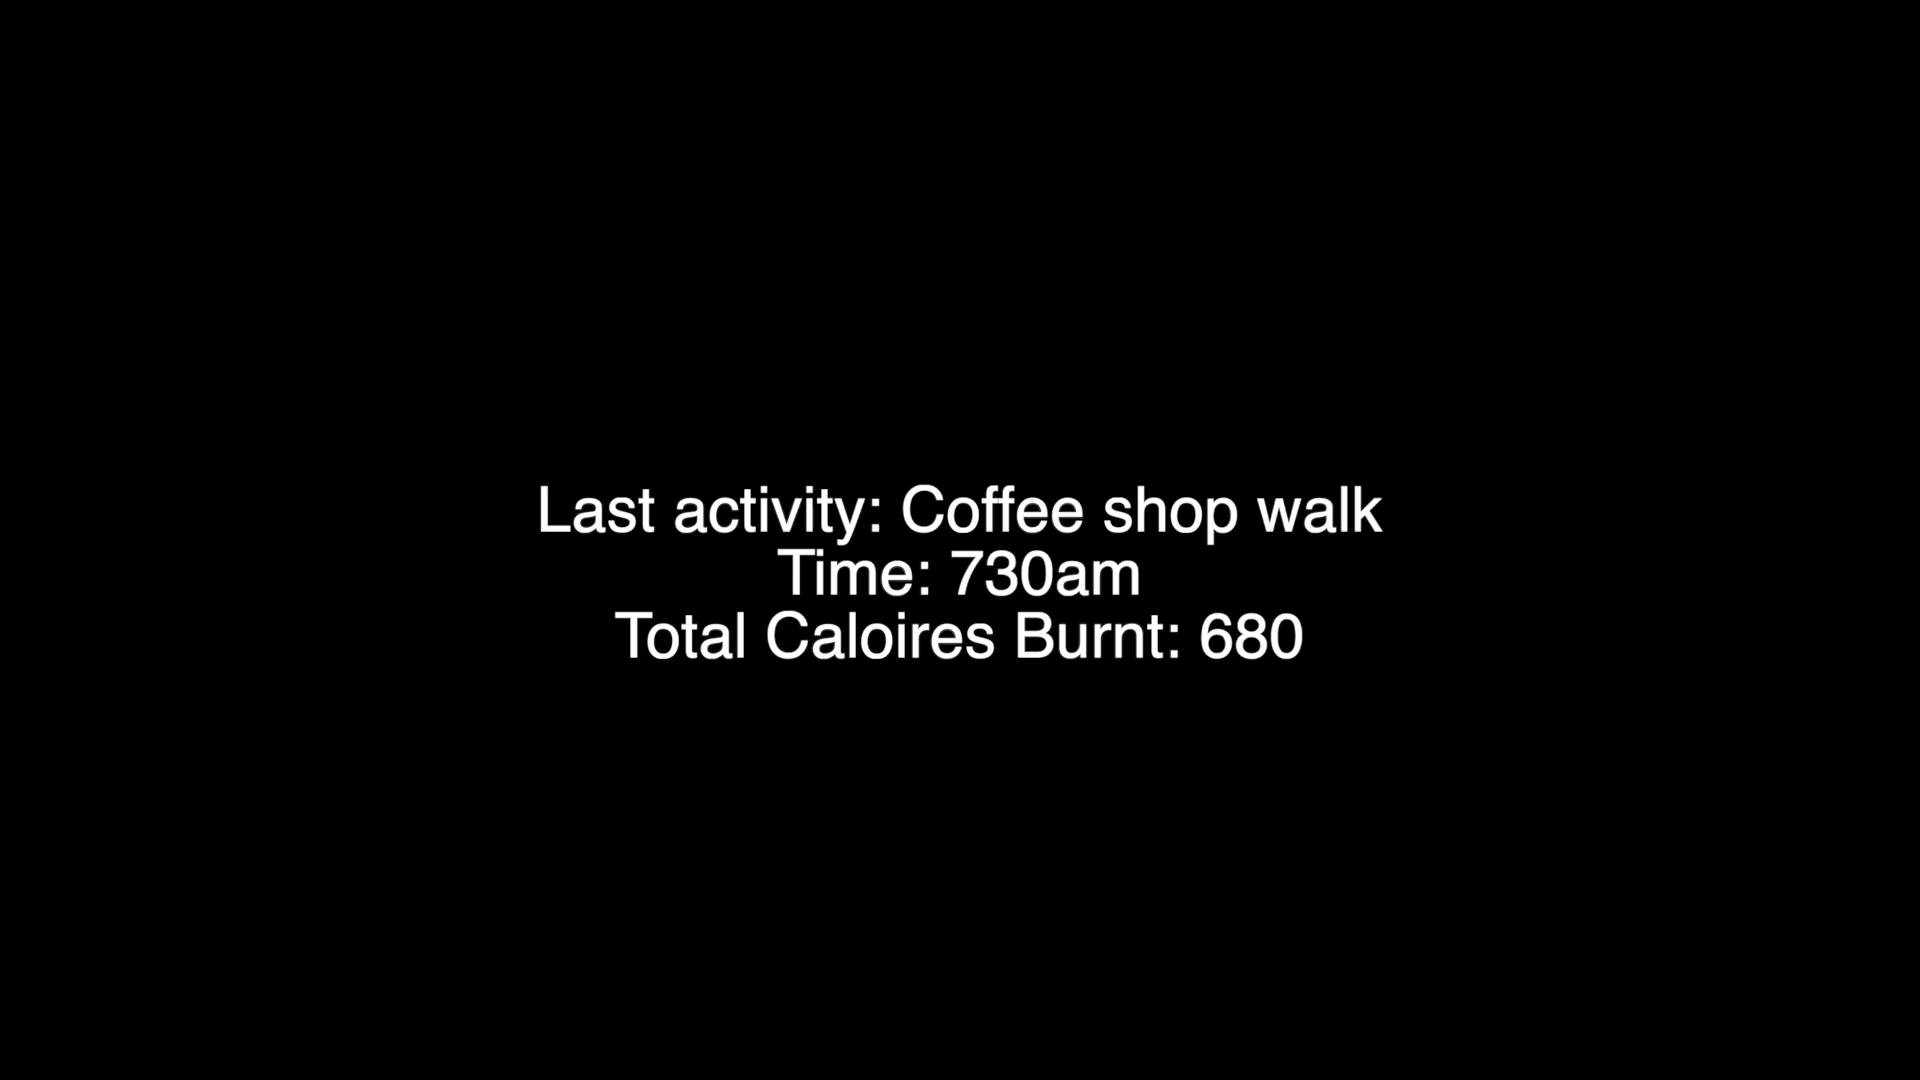 Last activity: Coffee shop walk
Time: 730am
Total Caloires Burnt: 680